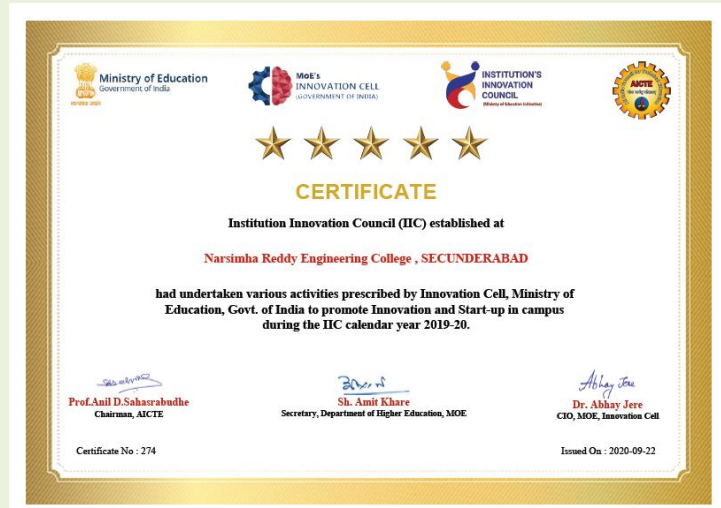 Ministry of Education
Government of India
MoE's
INNOVATION CELL
(GOVERNMENT OF INDIA)
INSTITUTION'S
INNOVATION
COUNCIL
(Ministry of Education Initiative)
AICTE
CERTIFICATE
Institution Innovation Council (IIC) established at
Narsimha Reddy Engineering College , SECUNDERABAD
had undertaken various activities prescribed by Innovation Cell, Ministry of
Education, Govt. of India to promote Innovation and Start-up in campus
during the IIC calendar year 2019-20.
Abhay Jere
Prof.Anil D.Sahasrabudhe
Chairman, AICTE
Sh. Amit Khare
Secretary, Department of Higher Education, MOE
Dr. Abhay Jere
CIO, MOE, Innovation Cell
Certificate No : 274
Issued On : 2020-09-22